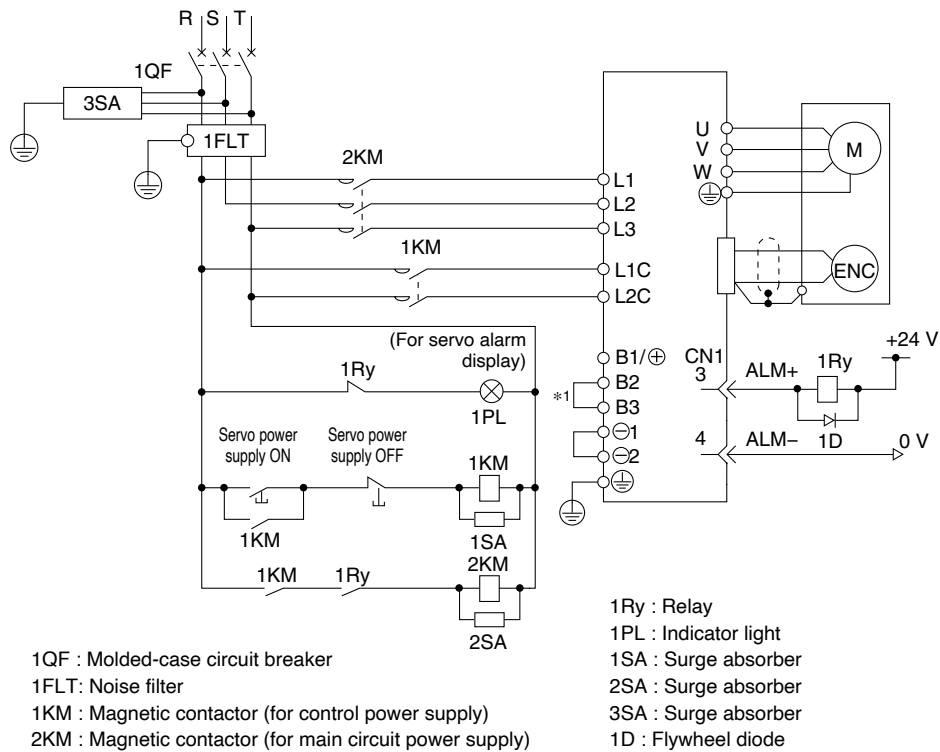 R S T
1QF
3SA
1FLT
2KM
U
V
W
M
L1
L2
L3
1KM
L1C
L2C
ENC
(For servo alarm
display)
1Ry
1PL
B1/⊕
B2
*1
B3
⊖1
⊖2
CN1
3
ALM+
1Ry
+24 V
1D
4
ALM–
0 V
Servo power
supply ON
Servo power
supply OFF
1KM
1KM
1SA
1KM
1Ry
2KM
2SA
1QF : Molded-case circuit breaker
1FLT: Noise filter
1KM : Magnetic contactor (for control power supply)
2KM : Magnetic contactor (for main circuit power supply)
1Ry : Relay
1PL : Indicator light
1SA : Surge absorber
2SA : Surge absorber
3SA : Surge absorber
1D : Flywheel diode